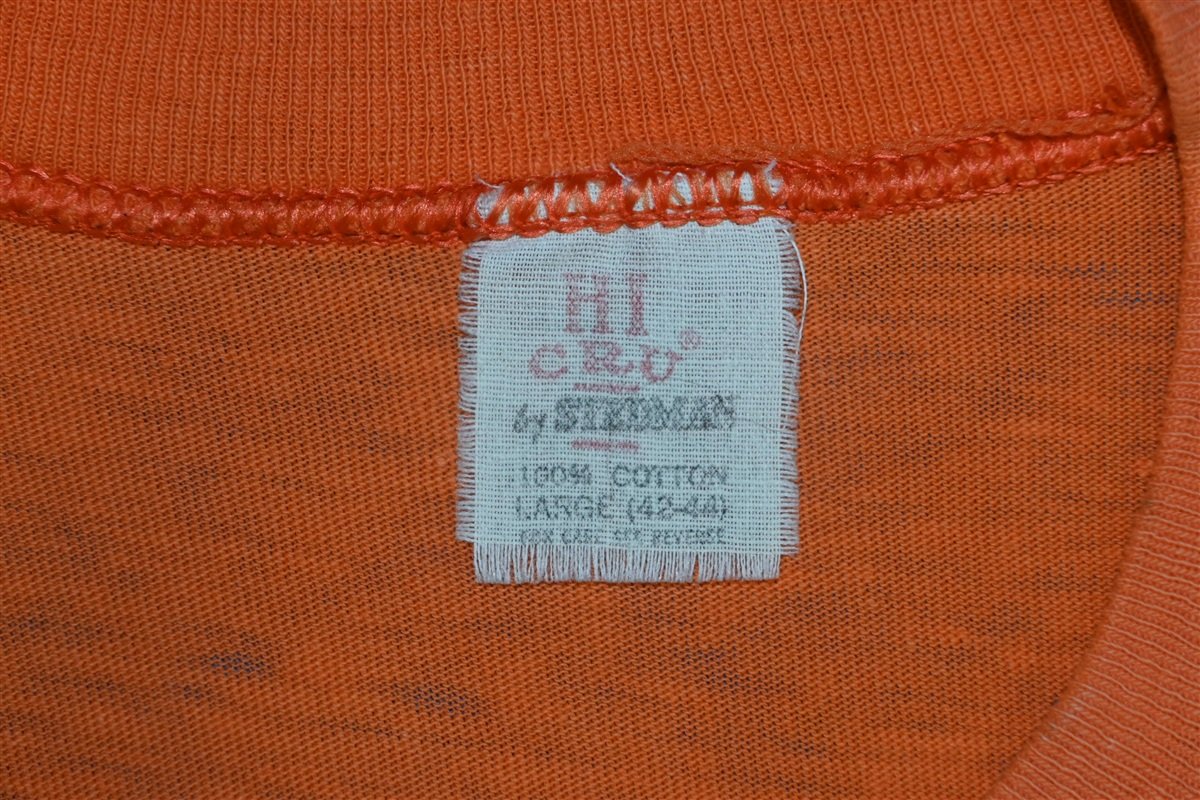 HI
CRU®
by STEDMAN
100% COTTON
LARGE (42-44)
FOR CARE SEE REVERSE